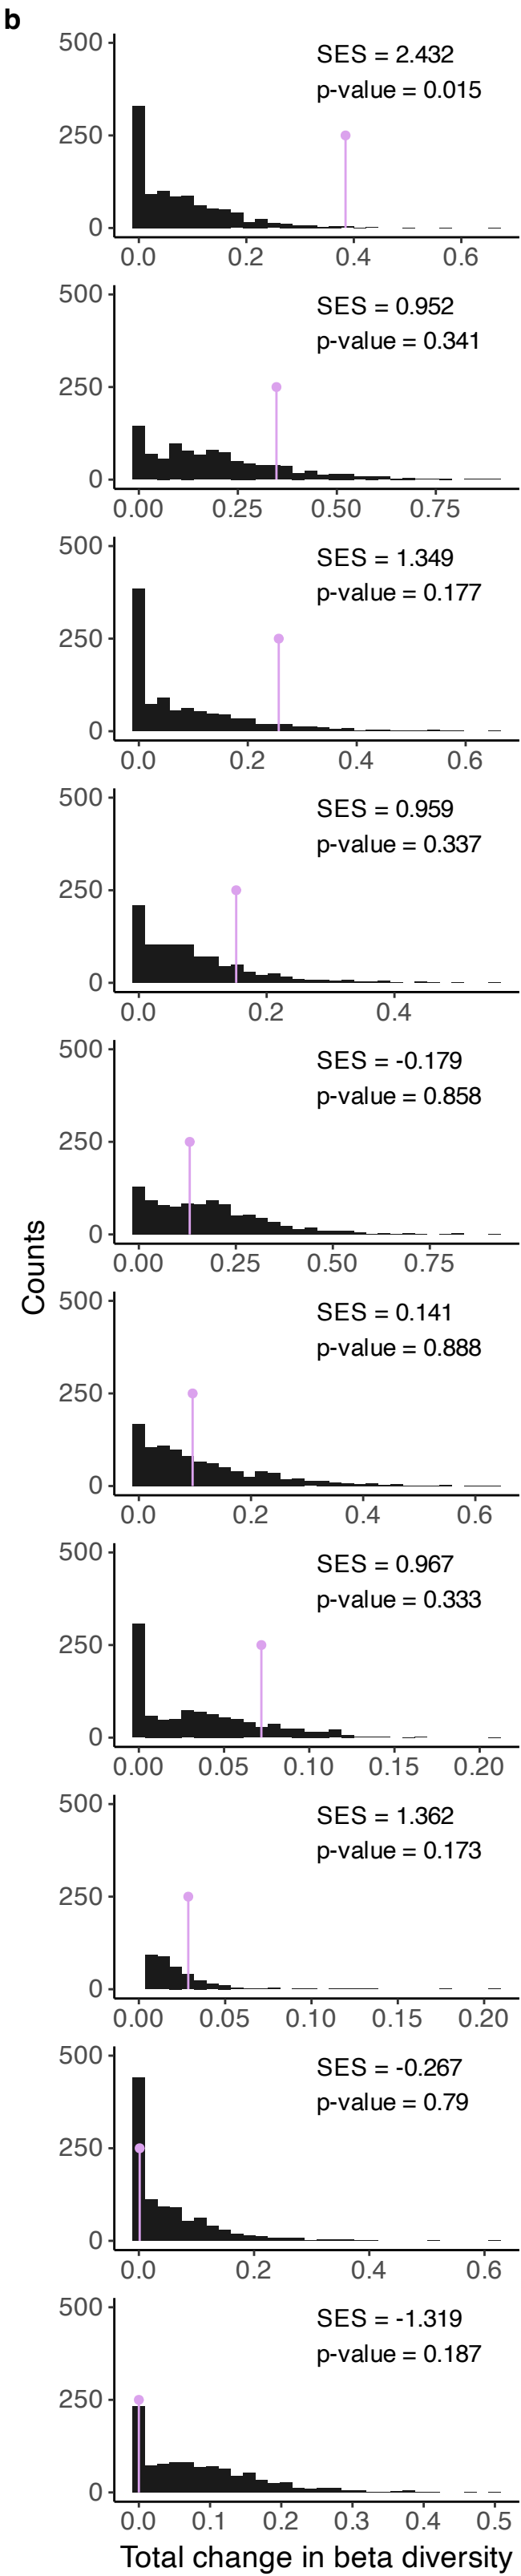 b
500
250
0
SES = 2.432
p-value = 0.015
0.0 0.2 0.4 0.6
500
250
0
SES = 0.952
p-value = 0.341
0.00 0.25 0.50 0.75
500
250
0
SES = 1.349
p-value = 0.177
0.0 0.2 0.4 0.6
500
250
0
SES = 0.959
p-value = 0.337
0.0 0.2 0.4
500
250
0
SES = -0.179
p-value = 0.858
0.00 0.25 0.50 0.75
Counts
500
250
0
SES = 0.141
p-value = 0.888
0.0 0.2 0.4 0.6
500
250
0
SES = 0.967
p-value = 0.333
0.00 0.05 0.10 0.15 0.20
500
250
0
SES = 1.362
p-value = 0.173
0.00 0.05 0.10 0.15 0.20
500
250
0
SES = -0.267
p-value = 0.79
0.0 0.2 0.4 0.6
500
250
0
SES = -1.319
p-value = 0.187
0.0 0.1 0.2 0.3 0.4 0.5
Total change in beta diversity